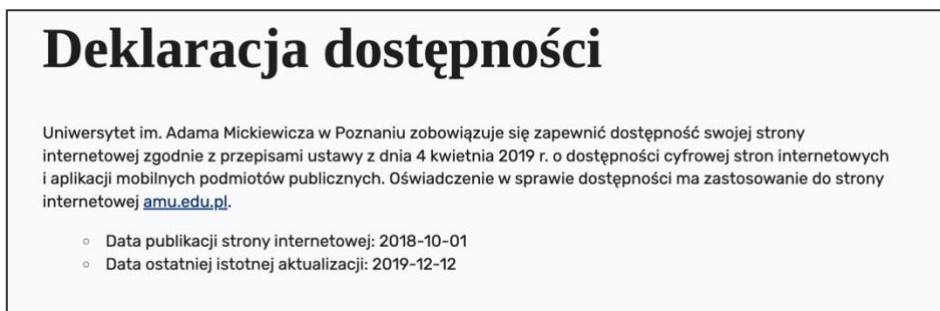 Deklaracja dostępności
Uniwersytet im. Adama Mickiewicza w Poznaniu zobowiązuje się zapewnić dostępność swojej strony
internetowej zgodnie z przepisami ustawy z dnia 4 kwietnia 2019 r. o dostępności cyfrowej stron internetowych
i aplikacji mobilnych podmiotów publicznych. Oświadczenie w sprawie dostępności ma zastosowanie do strony
internetowej amu.edu.pl.
◦ Data publikacji strony internetowej: 2018-10-01
◦ Data ostatniej istotnej aktualizacji: 2019-12-12